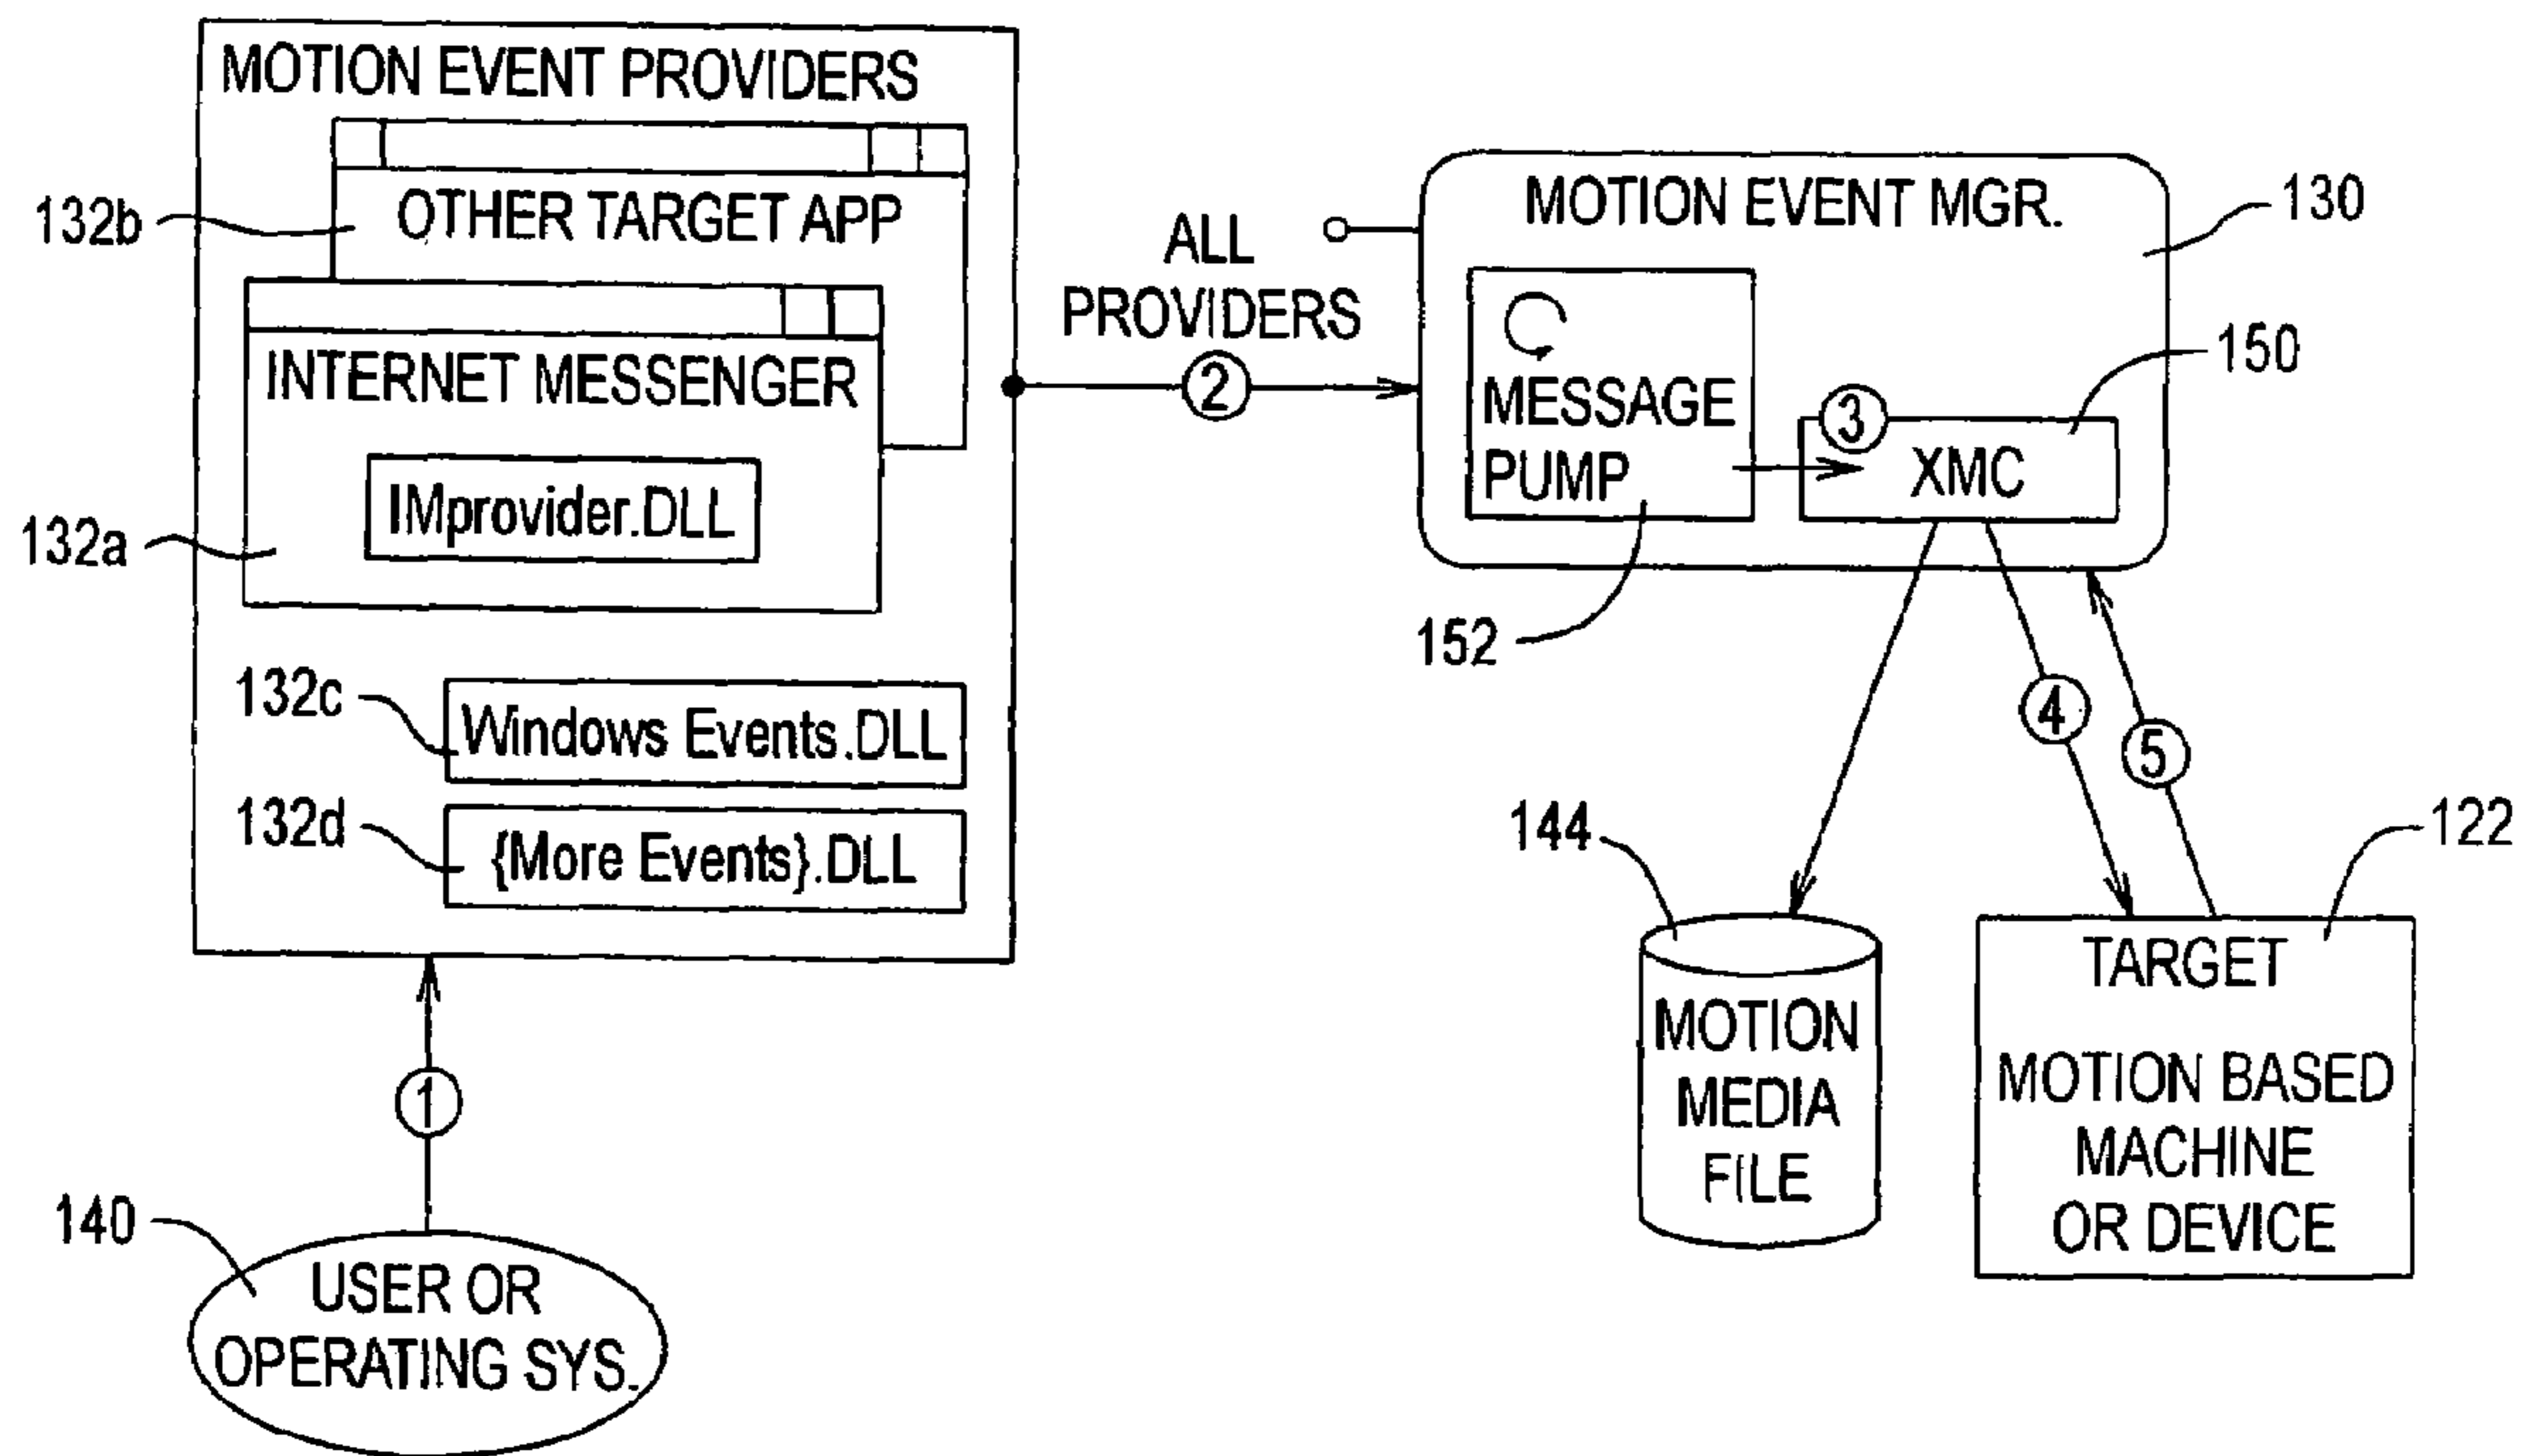 MOTION EVENT PROVIDERS
132b
OTHER TARGET APP
132a
INTERNET MESSENGER
IMprovider.DLL
132c
Windows Events.DLL
132d
{More Events}.DLL
1
140
USER OR
OPERATING SYS.
ALL
PROVIDERS
2
MOTION EVENT MGR.
130
MESSAGE
PUMP
152
3
XMC
150
4
5
144
MOTION
MEDIA
FILE
122
TARGET
MOTION BASED
MACHINE
OR DEVICE